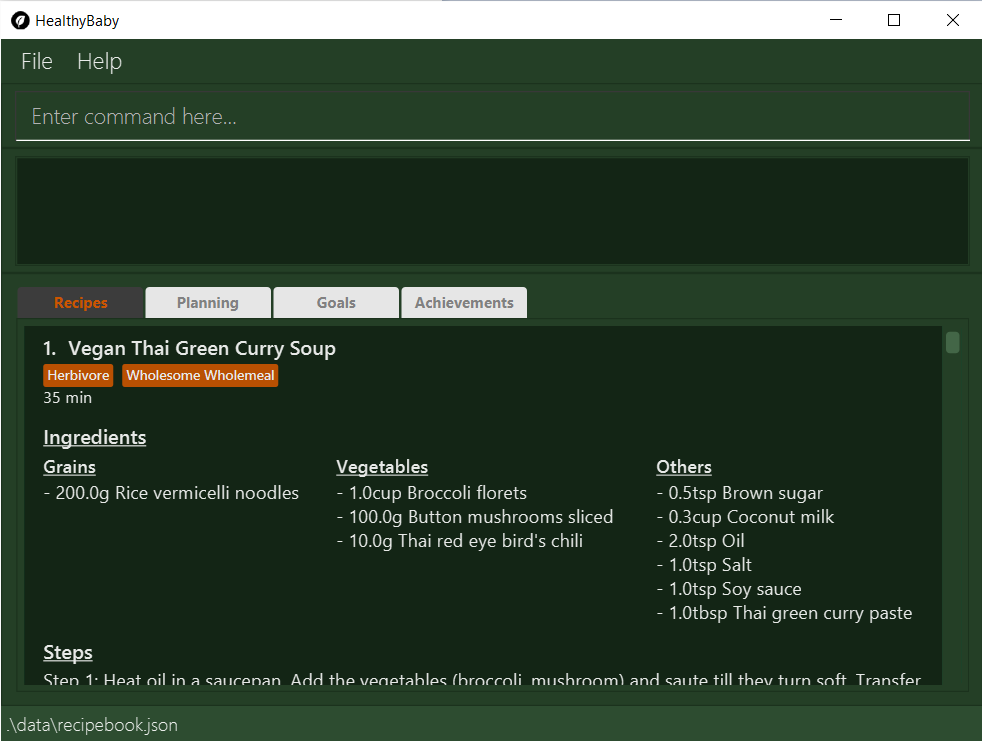 HealthyBaby
File Help
Enter command here...
Recipes Planning Goals Achievements
1. Vegan Thai Green Curry Soup
Herbivore Wholesome Wholemeal
35 min
Ingredients
Grains Vegetables Others
- 200.0g Rice vermicelli noodles - 1.0cup Broccoli florets - 0.5tsp Brown sugar
- 100.0g Button mushrooms sliced - 0.3cup Coconut milk
- 10.0g Thai red eye bird's chili - 2.0tsp Oil
- 1.0tsp Salt
- 1.0tsp Soy sauce
- 1.0tbsp Thai green curry paste
Steps
Step 1: Heat oil in a saucepan. Add the vegetables (broccoli, mushroom) and saute till they turn soft. Transfer
.\data\recipebook.json